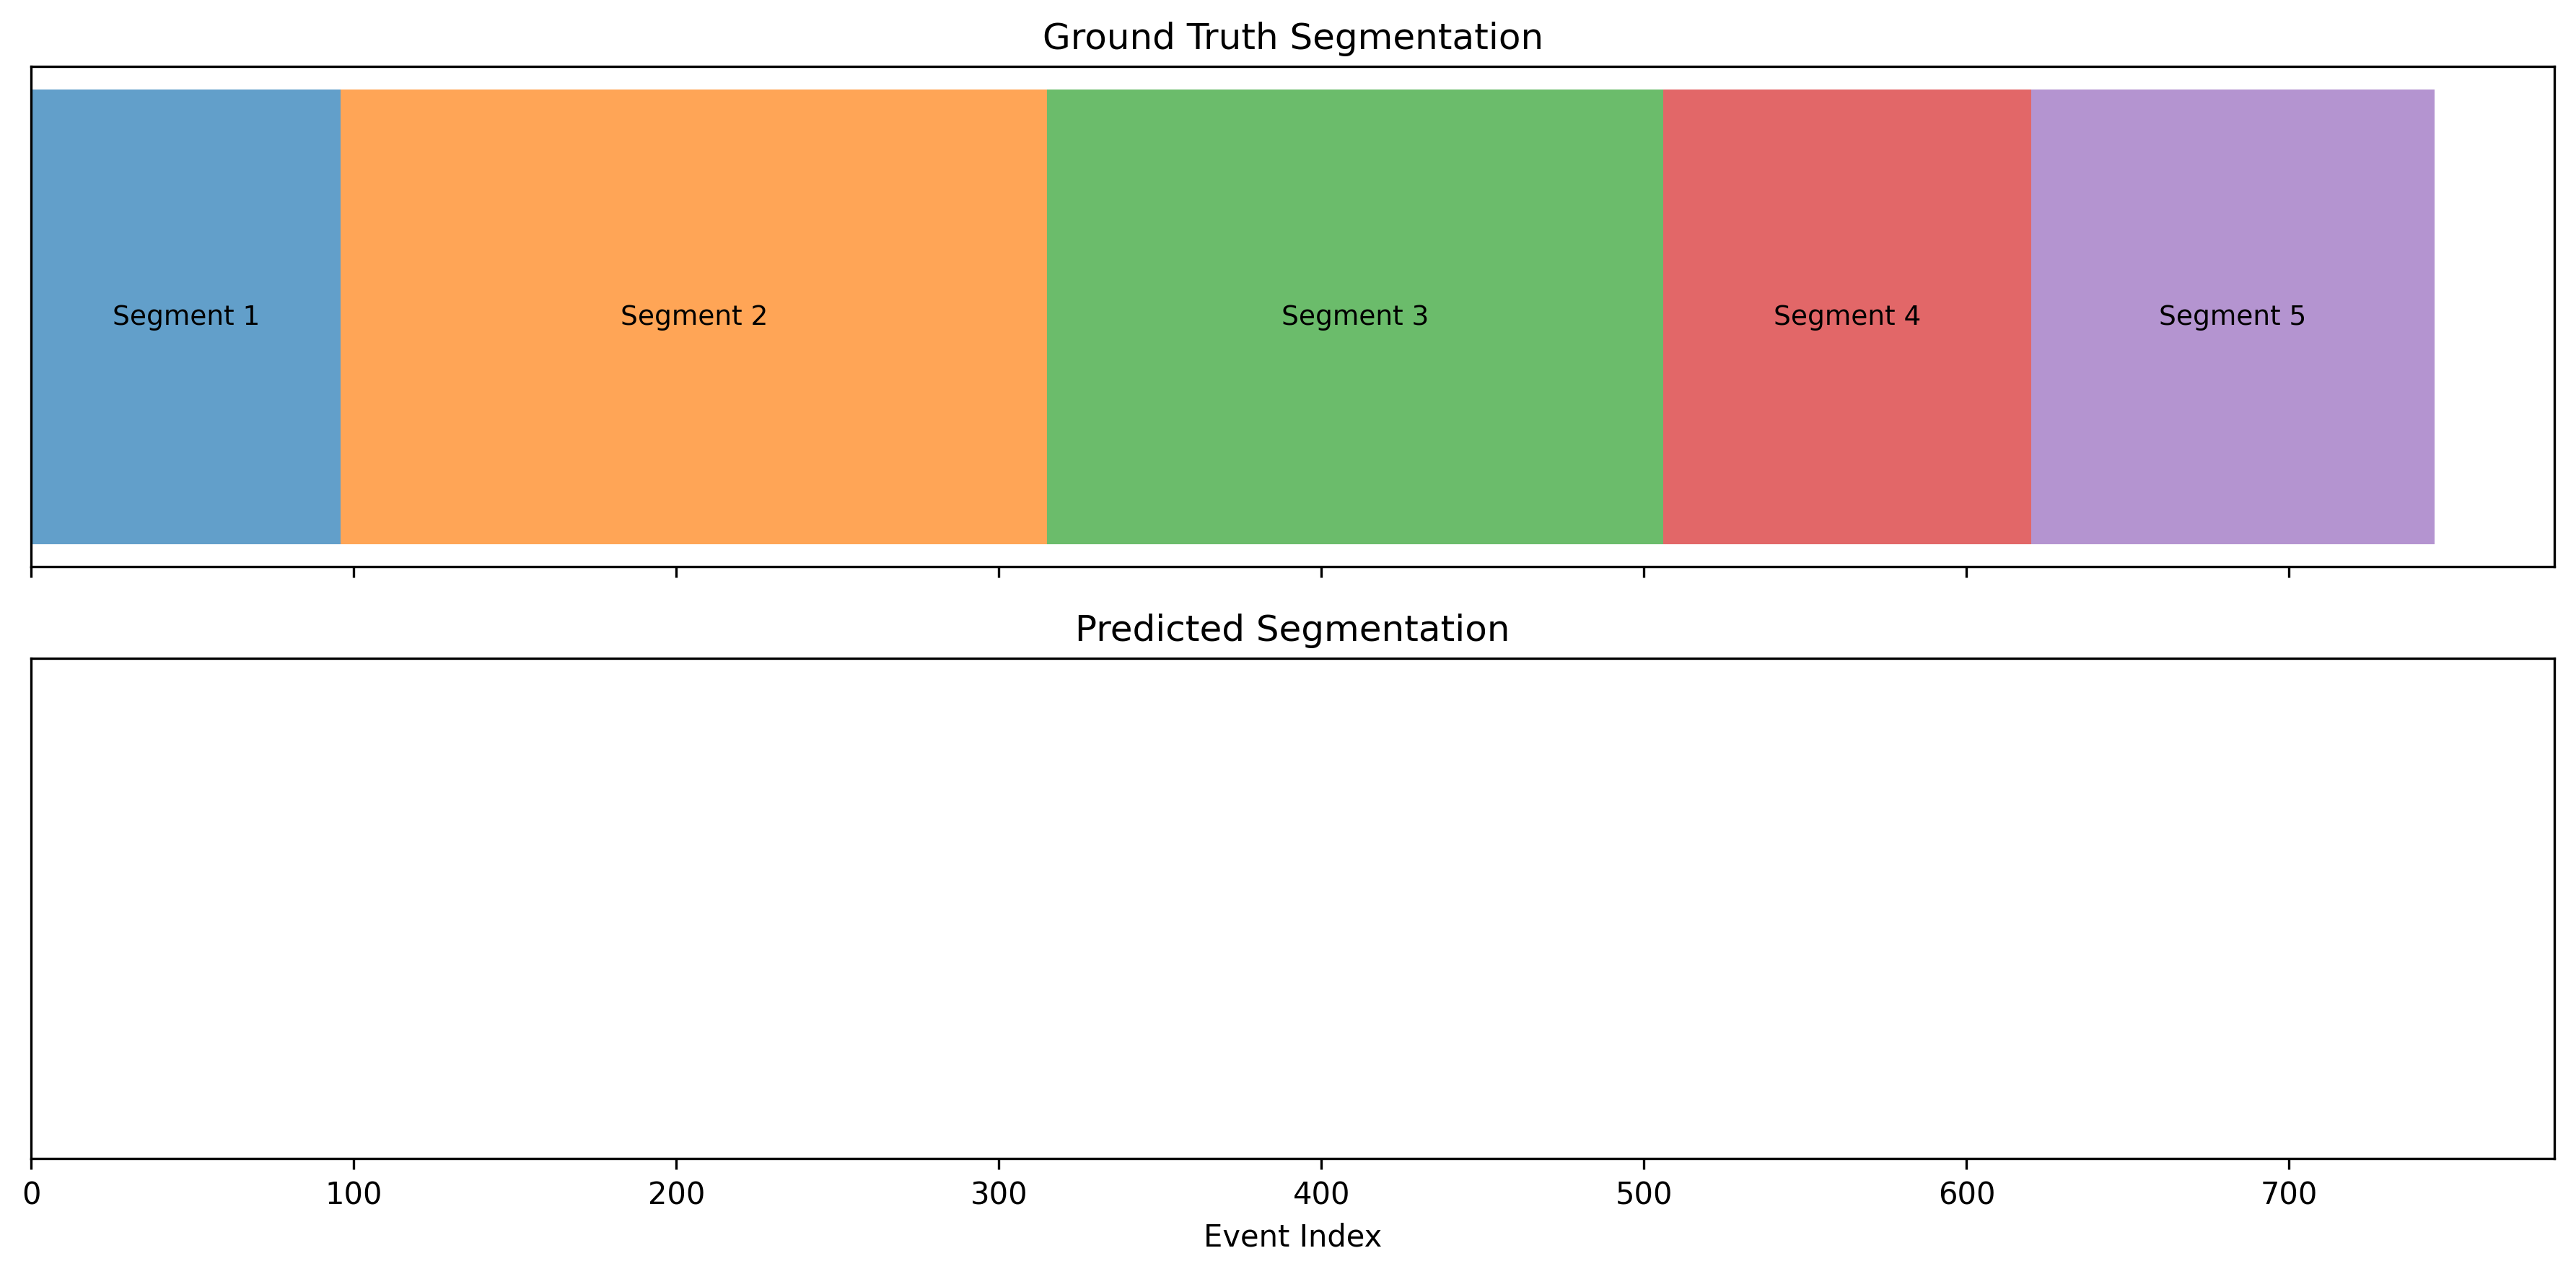 Ground Truth Segmentation
Segment 1 Segment 2 Segment 3 Segment 4 Segment 5
Predicted Segmentation
0 100 200 300 400 500 600 700
Event Index